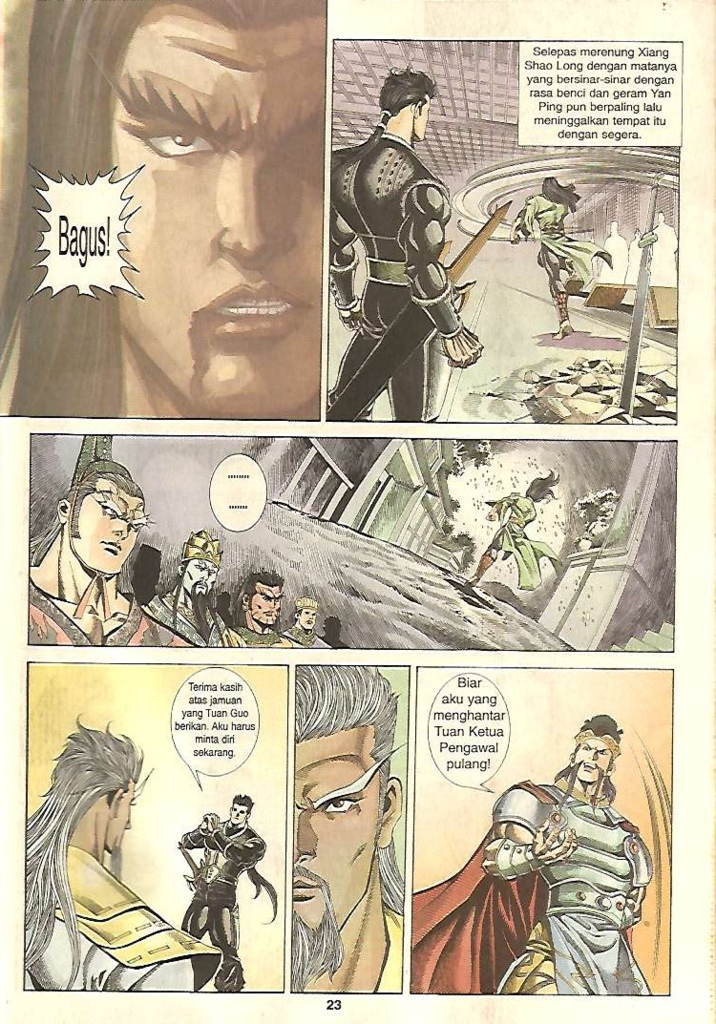 Bagus!
Selepas merenung Xiang
Shao Long dengan matanya
yang bersinar-sinar dengan
rasa benci dan geram Yan
Ping pun berpaling lalu
meninggalkan tempat itu
dengan segera.
........
......
Terima kasih
atas jamuan
yang Tuan Guo
berikan. Aku harus
minta diri
sekarang.
Biar
aku yang
menghantar
Tuan Ketua
Pengawal
pulang!
23